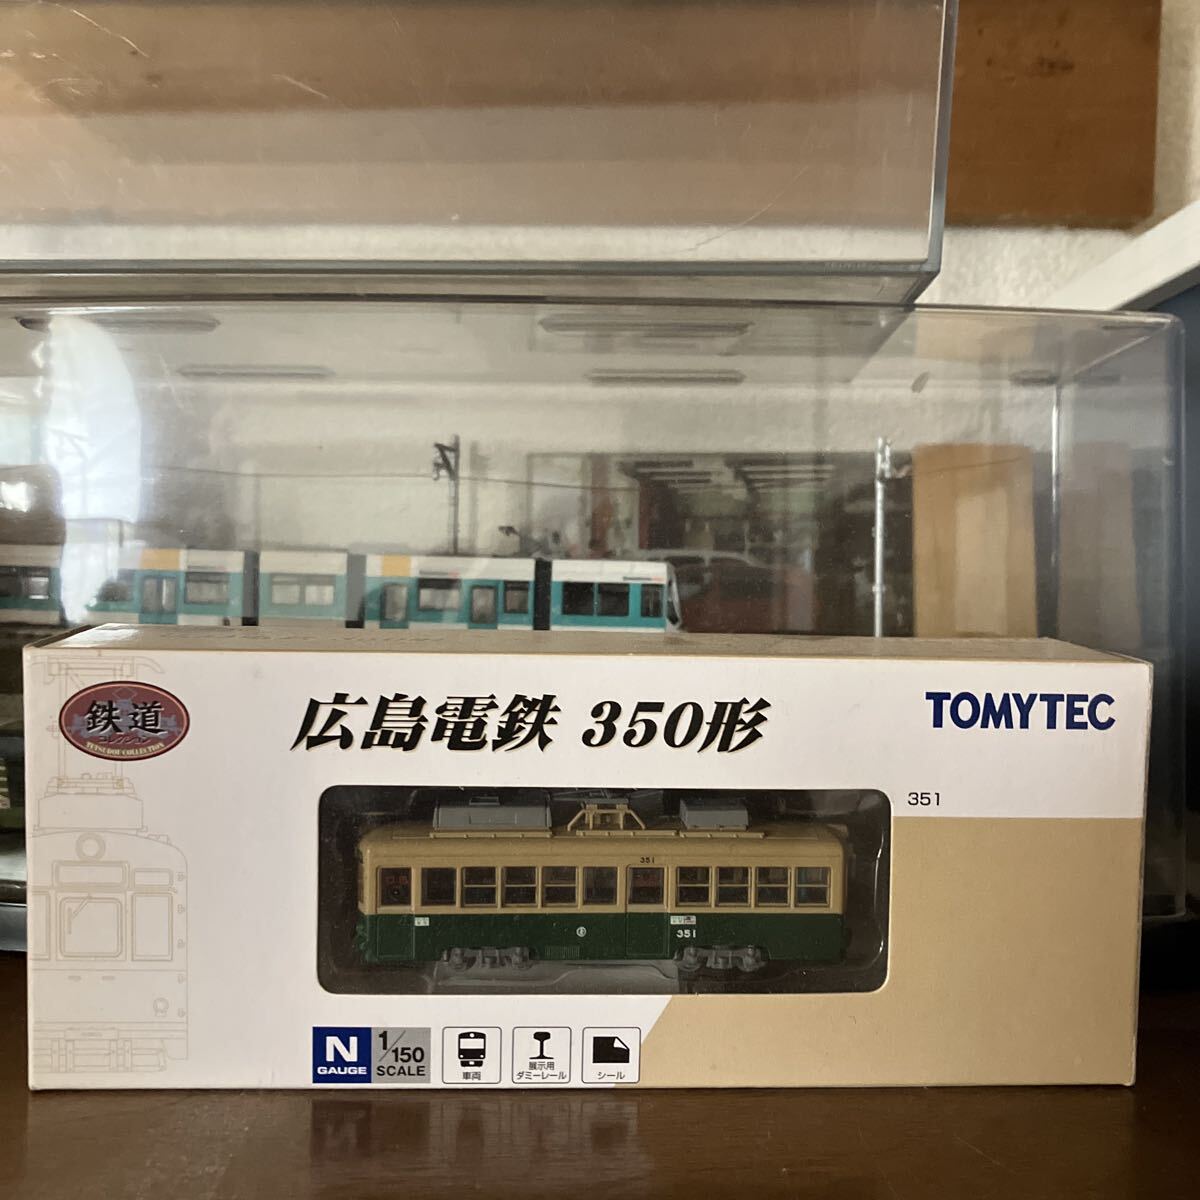 鉄道
コレクション
TETSUDOU COLLECTION
広島電鉄 350形
TOMYTEC
351
351
351
N
GAUGE
1/150
SCALE
車両
展示用
ダミーレール
シール